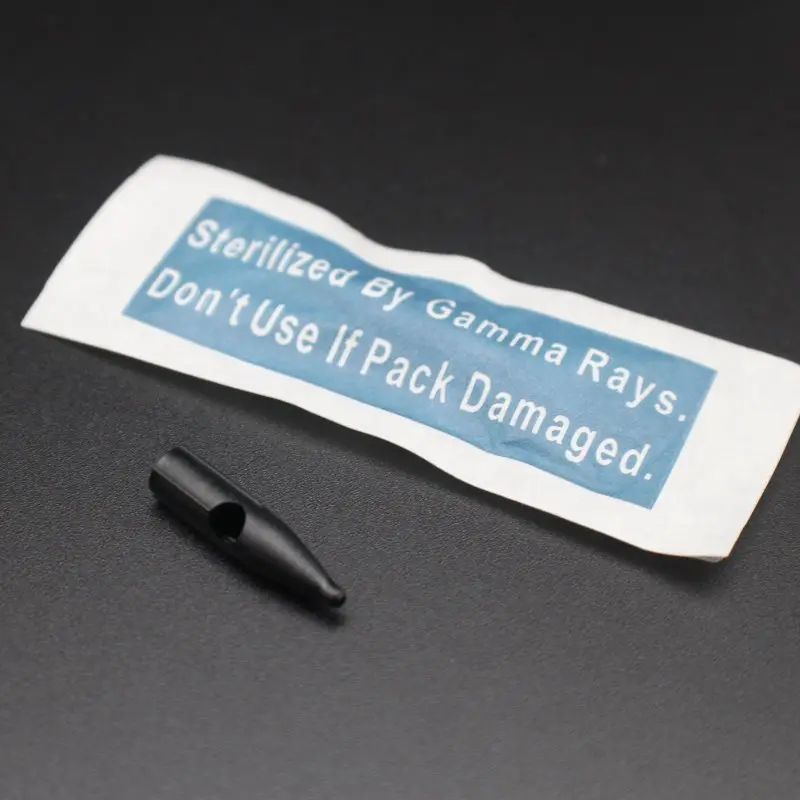 Sterilized By Gamma Rays.
Don't Use If Pack Damaged.